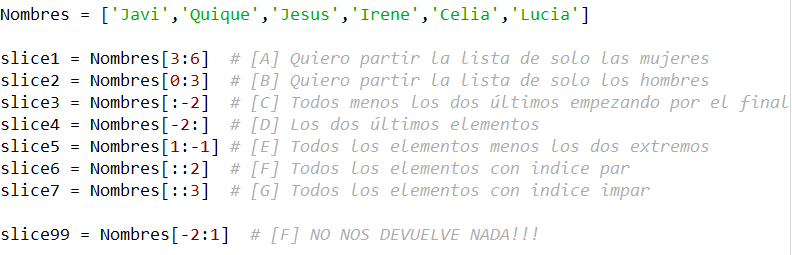 Nombres = ['Javi','Quique','Jesus','Irene','Celia','Lucia']
slice1 = Nombres[3:6]  # [A] Quiero partir la lista de solo las mujeres
slice2 = Nombres[0:3]  # [B] Quiero partir la lista de solo los hombres
slice3 = Nombres[:-2]  # [C] Todos menos los dos últimos empezando por el final
slice4 = Nombres[-2:]  # [D] Los dos últimos elementos
slice5 = Nombres[1:-1] # [E] Todos los elementos menos los dos extremos
slice6 = Nombres[::2]  # [F] Todos los elementos con indice par
slice7 = Nombres[::3]  # [G] Todos los elementos con indice impar
slice99 = Nombres[-2:1]  # [F] NO NOS DEVUELVE NADA!!!